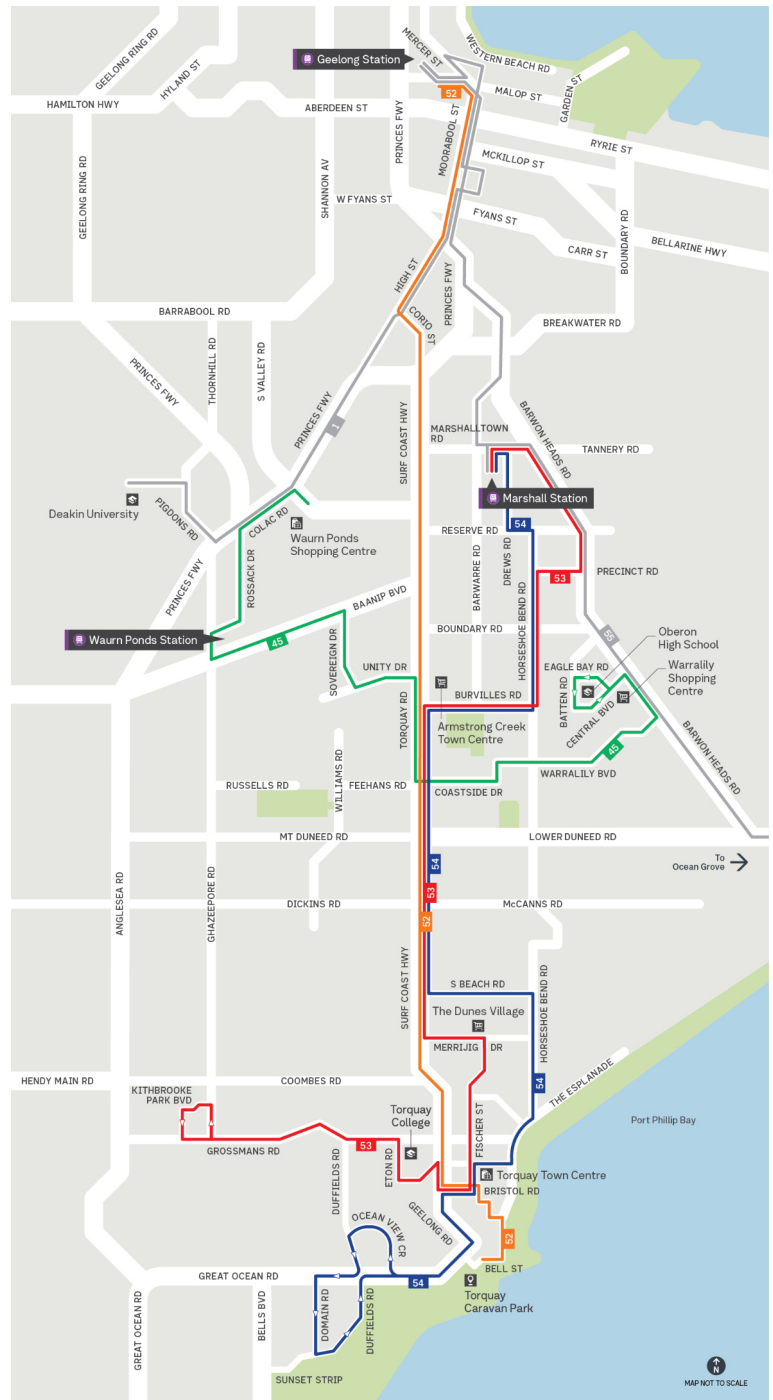 GEELONG RING RD
HYLAND ST
MERCER ST
Geelong Station
WESTERN BEACH RD
GARDEN ST
MALOP ST
52
HAMILTON HWY
ABERDEEN ST
PRINCES FWY
MOORABOOL ST
RYRIE ST
MCKILLOP ST
SHANNON AV
GEELONG RING RD
W FYANS ST
FYANS ST
CARR ST
BOUNDARY RD
BELLARINE HWY
HIGH ST
PRINCES FWY
BARRABOOL RD
CORIO ST
BREAKWATER RD
THORNHILL RD
S VALLEY RD
PRINCES FWY
PRINCES FWY
1
SURF COAST HWY
MARSHALLTOWN
RD
BARWON HEADS RD
TANNERY RD
Deakin University
PIGDONS RD
COLAC RD
Marshall Station
Waurn Ponds
Shopping Centre
54
RESERVE RD
DREWS RD
BARWARRE RD
53
PRECINCT RD
PRINCES FWY
ROSSACK DR
BAANIP BVD
HORSESHOE BEND RD
BOUNDARY RD
55
Oberon
High School
Waurn Ponds Station
45
SOVEREIGN DR
UNITY DR
EAGLE BAY RD
Warralily
Shopping
Centre
BATTEN RD
CENTRAL BVD
TORQUAY RD
BURVILLES RD
Armstrong Creek
Town Centre
45
WARRALILY BVD
BARWON HEADS RD
WILLIAMS RD
RUSSELLS RD
FEEHANS RD
COASTSIDE DR
MT DUNEED RD
LOWER DUNEED RD
54
To
Ocean Grove
ANGLESEA RD
GHAZEEPORE RD
53
DICKINS RD
McCANNS RD
52
SURF COAST HWY
S BEACH RD
HORSESHOE BEND RD
The Dunes Village
MERRIJIG DR
HENDY MAIN RD
COOMBES RD
54
THE ESPLANADE
KITHBROOKE
PARK BVD
Torquay
College
FISCHER ST
Port Phillip Bay
GROSSMANS RD
53
DUFFIELDS RD
ETON RD
Torquay Town Centre
BRISTOL RD
GEELONG RD
OCEAN VIEW CR
52
BELL ST
GREAT OCEAN RD
54
Torquay
Caravan Park
GREAT OCEAN RD
BELLS BVD
DOMAIN RD
DUFFIELDS RD
SUNSET STRIP
N
MAP NOT TO SCALE